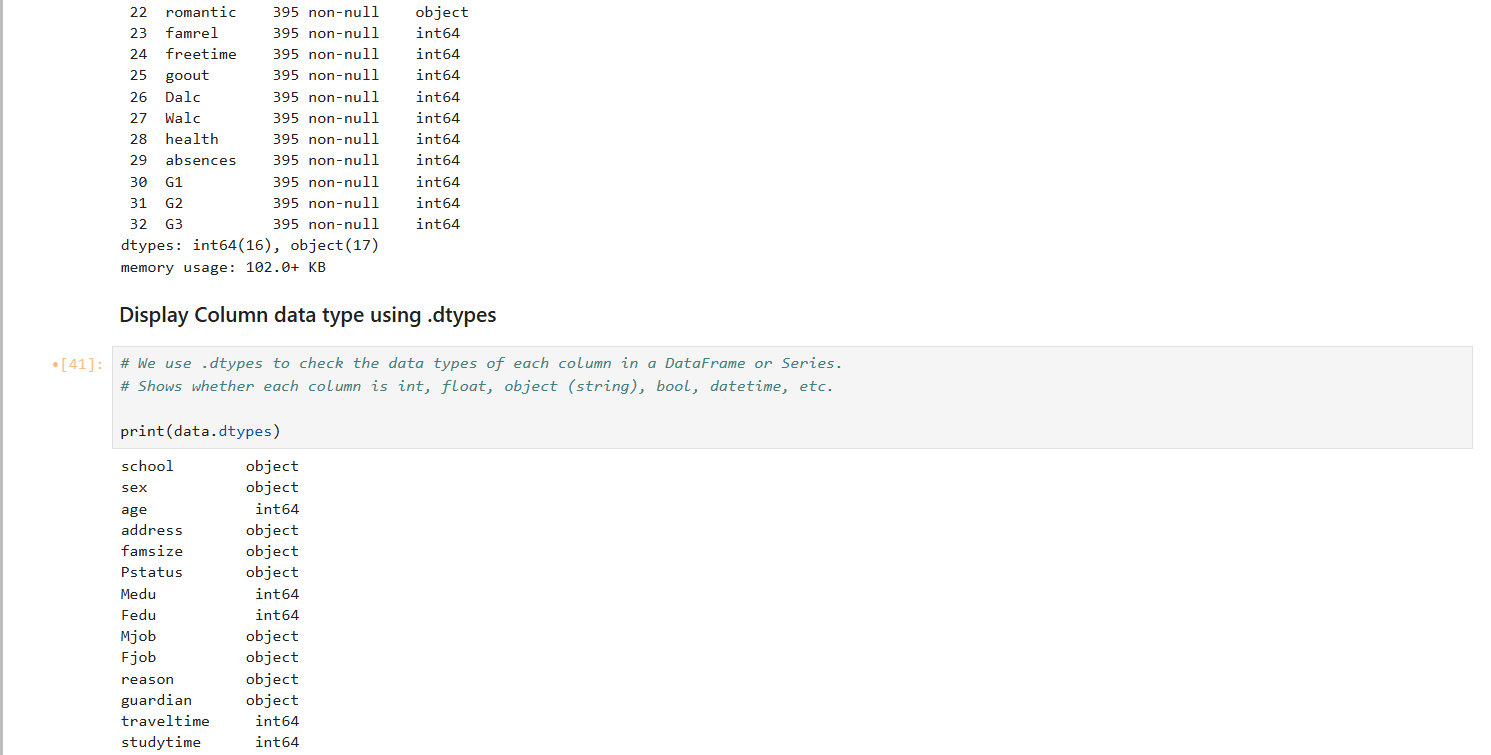 22  romantic    395 non-null    object
23  famrel      395 non-null    int64
24  freetime    395 non-null    int64
25  goout       395 non-null    int64
26  Dalc        395 non-null    int64
27  Walc        395 non-null    int64
28  health      395 non-null    int64
29  absences    395 non-null    int64
30  G1          395 non-null    int64
31  G2          395 non-null    int64
32  G3          395 non-null    int64
dtypes: int64(16), object(17)
memory usage: 102.0+ KB
Display Column data type using .dtypes
•[41]:
# We use .dtypes to check the data types of each column in a DataFrame or Series.
# Shows whether each column is int, float, object (string), bool, datetime, etc.
print(data.dtypes)
school        object
sex           object
age            int64
address       object
famsize       object
Pstatus       object
Medu           int64
Fedu           int64
Mjob          object
Fjob          object
reason        object
guardian      object
traveltime     int64
studytime      int64